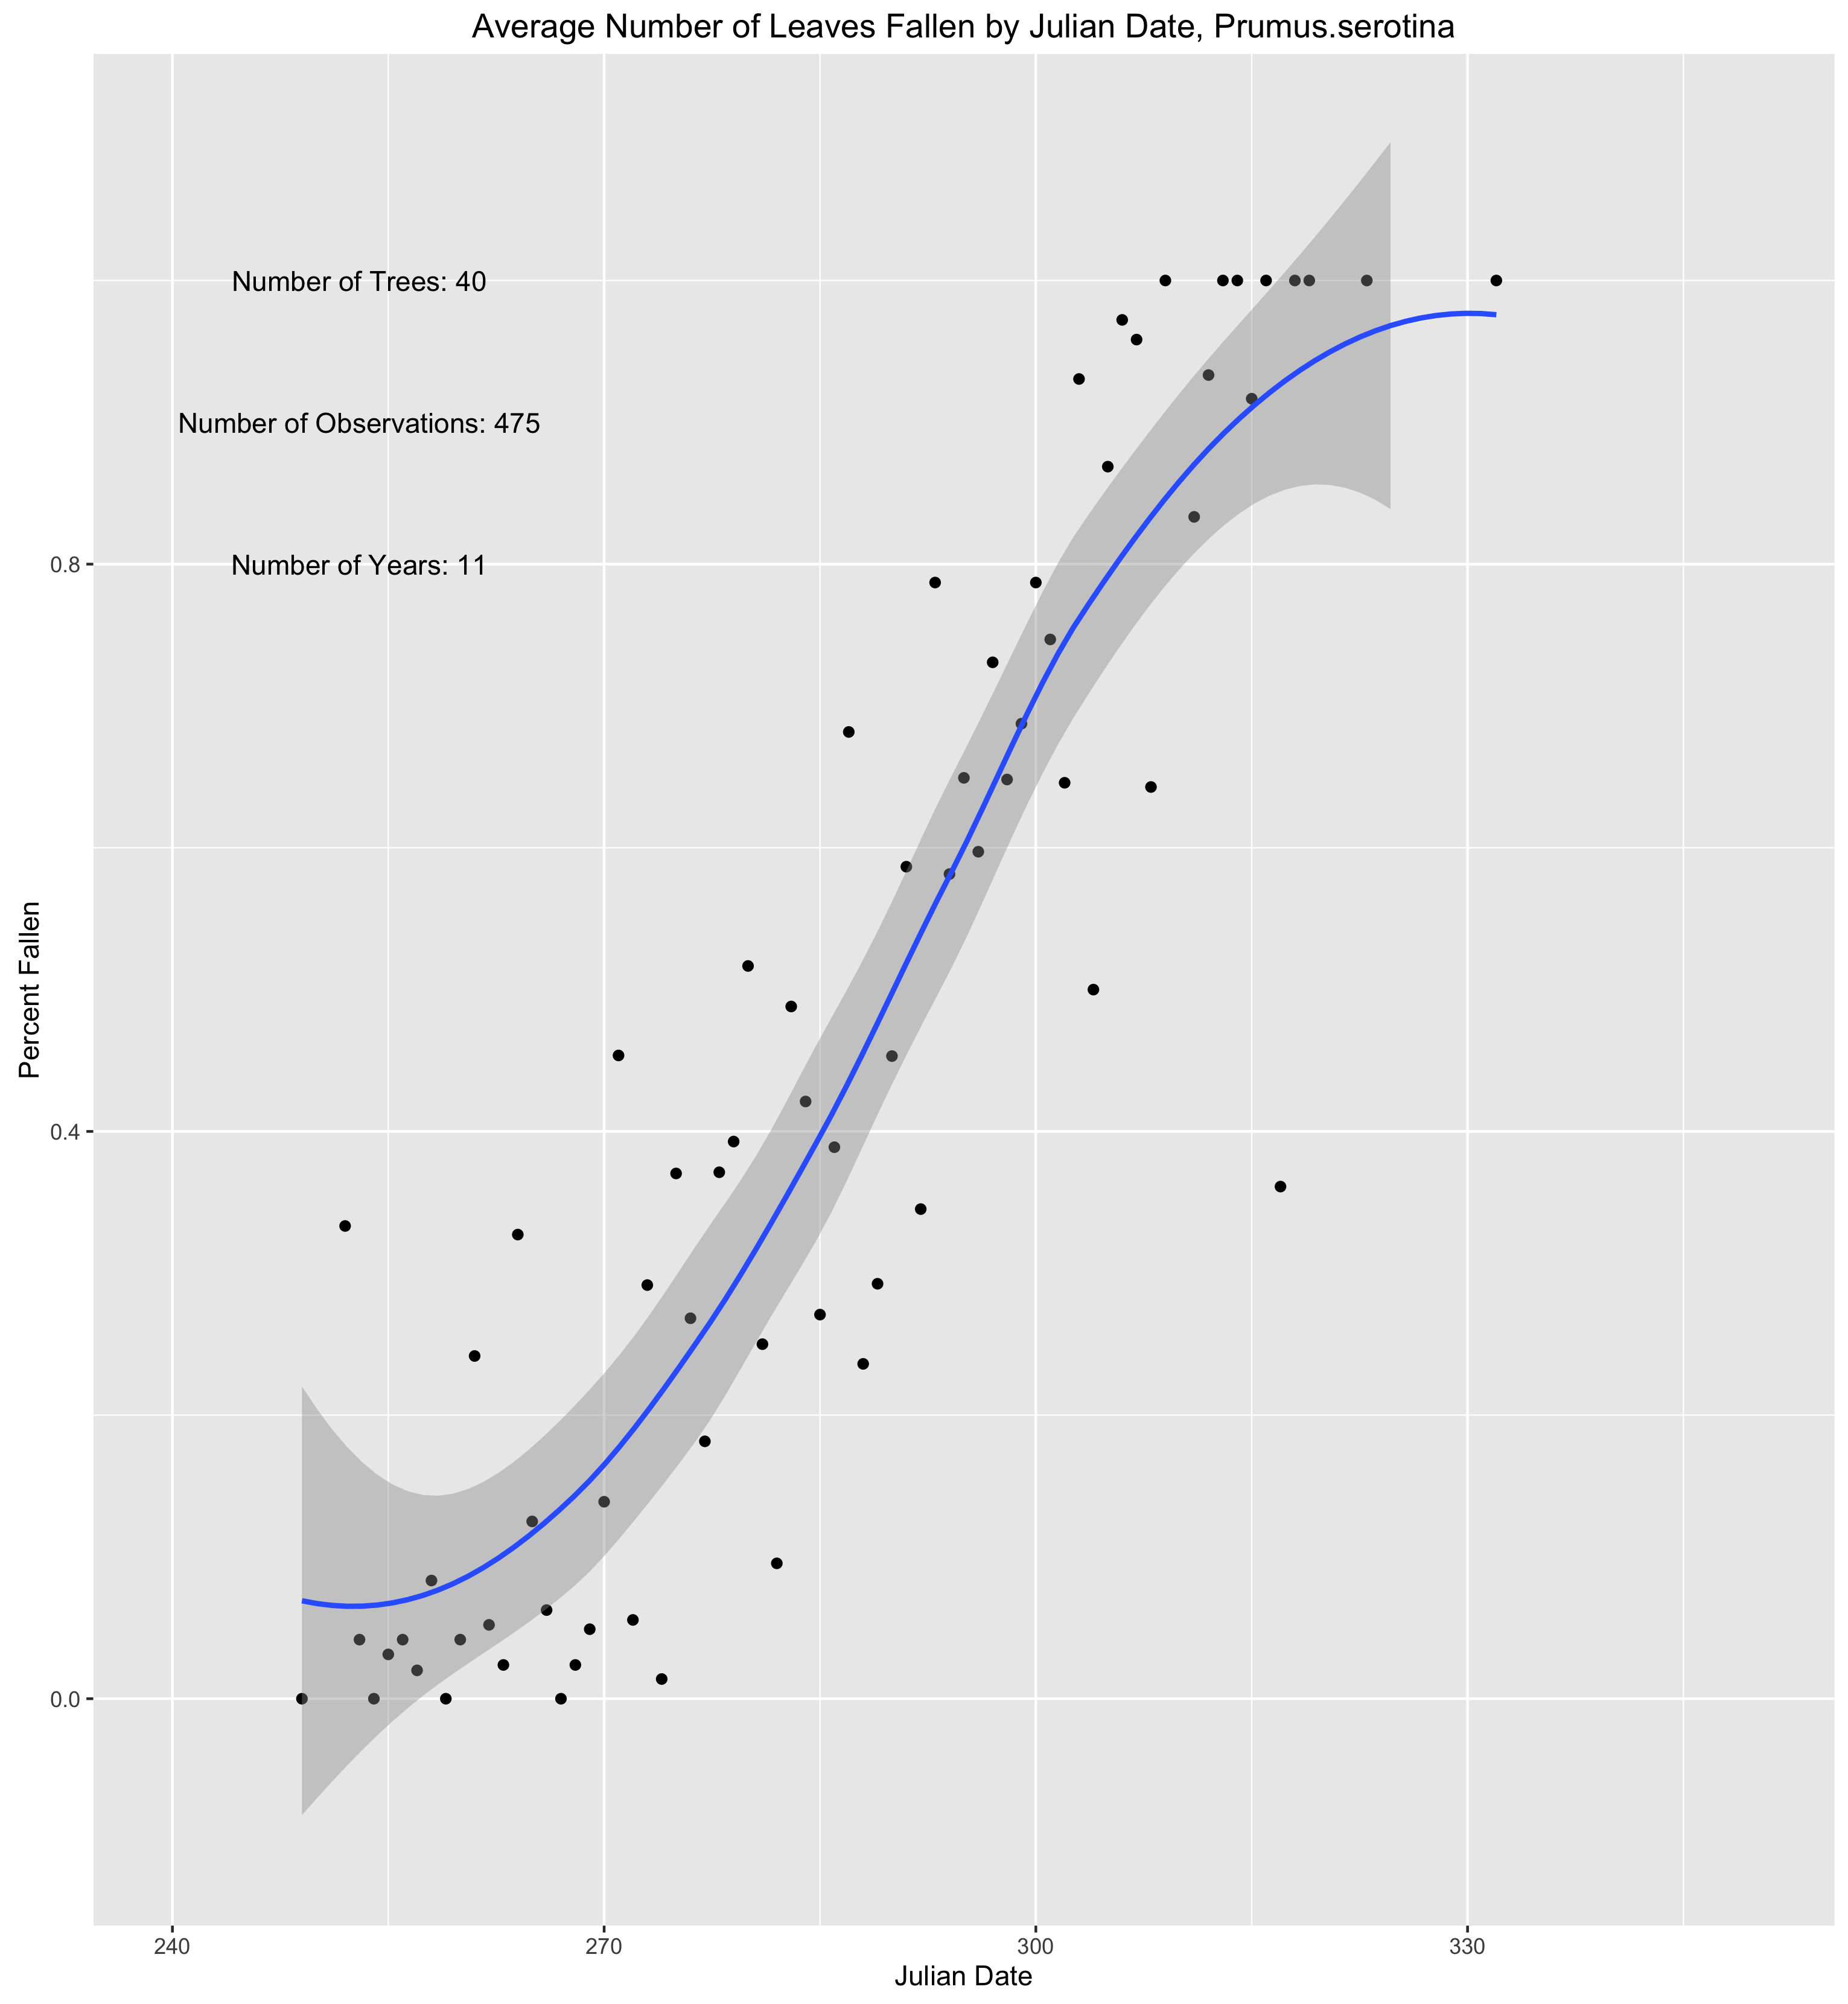 Average Number of Leaves Fallen by Julian Date, Prumus.serotina
Number of Trees: 40
Number of Observations: 475
Number of Years: 11
0.8
0.4
0.0
Percent Fallen
240 270 300 330
Julian Date